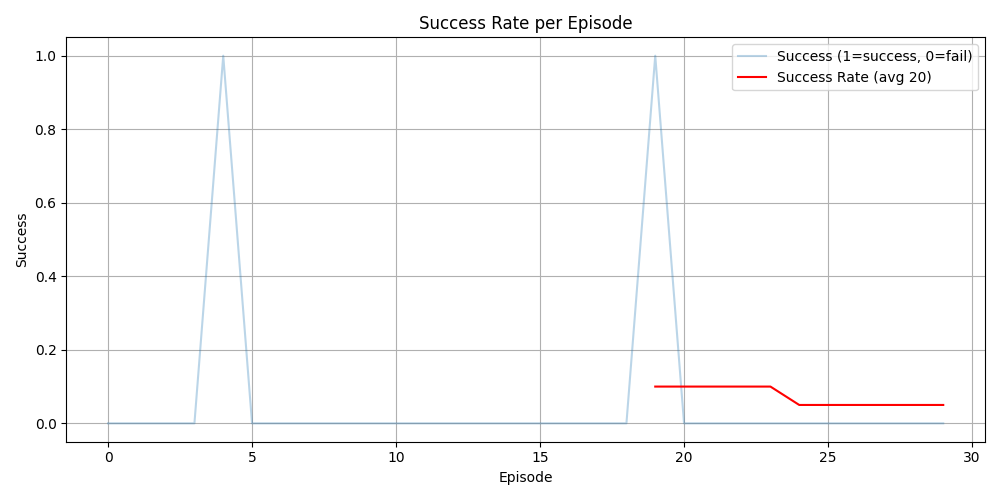 Success Rate per Episode
Success (1=success, 0=fail)
Success Rate (avg 20)
Success
1.0
0.8
0.6
0.4
0.2
0.0
0 5 10 15 20 25 30
Episode